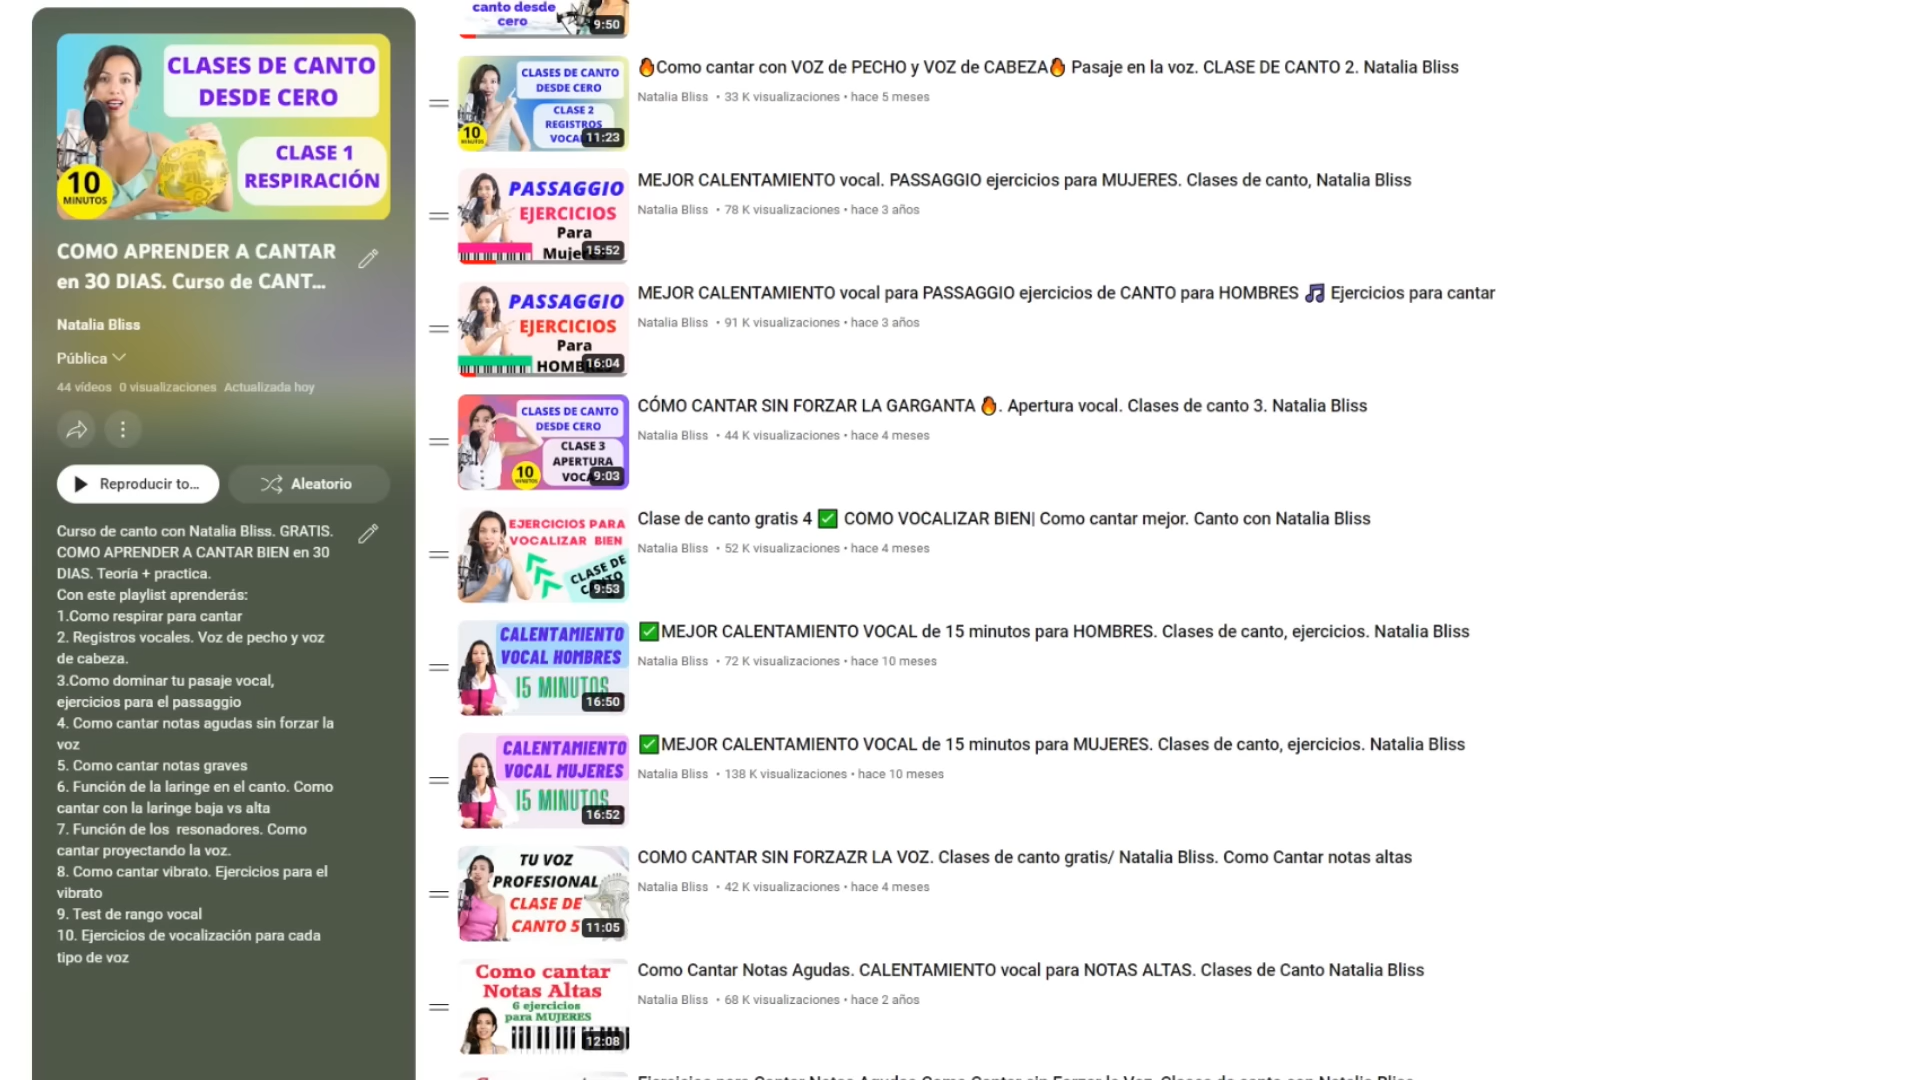 CLASES DE CANTO
DESDE CERO
CLASE 1
RESPIRACIÓN
10
MINUTOS
COMO APRENDER A CANTAR
en 30 DIAS. Curso de CANT...
Natalia Bliss
Pública
44 vídeos 0 visualizaciones Actualizada hoy
Reproducir to...
Aleatorio
Curso de canto con Natalia Bliss. GRATIS.
COMO APRENDER A CANTAR BIEN en 30
DIAS. Teoría + practica.
Con este playlist aprenderás:
1.Como respirar para cantar
2. Registros vocales. Voz de pecho y voz
de cabeza.
3.Como dominar tu pasaje vocal,
ejercicios para el passaggio
4. Como cantar notas agudas sin forzar la
voz
5. Como cantar notas graves
6. Función de la laringe en el canto. Como
cantar con la laringe baja vs alta
7. Función de los resonadores. Como
cantar proyectando la voz.
8. Como cantar vibrato. Ejercicios para el
vibrato
9. Test de rango vocal
10. Ejercicios de vocalización para cada
tipo de voz
canto desde
cero
9:50
CLASES DE CANTO
DESDE CERO
CLASE 2
REGISTROS
10
MINUTOS
11:23
🔥Como cantar con VOZ de PECHO y VOZ de CABEZA🔥 Pasaje en la voz. CLASE DE CANTO 2. Natalia Bliss
Natalia Bliss • 33 K visualizaciones • hace 5 meses
PASSAGGIO
EJERCICIOS
Para
15:52
MEJOR CALENTAMIENTO vocal. PASSAGGIO ejercicios para MUJERES. Clases de canto, Natalia Bliss
Natalia Bliss • 78 K visualizaciones • hace 3 años
PASSAGGIO
EJERCICIOS
Para
16:04
MEJOR CALENTAMIENTO vocal para PASSAGGIO ejercicios de CANTO para HOMBRES 🎵 Ejercicios para cantar
Natalia Bliss • 91 K visualizaciones • hace 3 años
CLASES DE CANTO
DESDE CERO
CLASE 3
APERTURA
10
MINUTOS
9:03
CÓMO CANTAR SIN FORZAR LA GARGANTA 🔥. Apertura vocal. Clases de canto 3. Natalia Bliss
Natalia Bliss • 44 K visualizaciones • hace 4 meses
EJERCICIOS PARA
VOCALIZAR BIEN
CLASE DE
9:53
Clase de canto gratis 4 ✅ COMO VOCALIZAR BIEN| Como cantar mejor. Canto con Natalia Bliss
Natalia Bliss • 52 K visualizaciones • hace 4 meses
CALENTAMIENTO
VOCAL HOMBRES
15 MINUTOS
16:50
✅MEJOR CALENTAMIENTO VOCAL de 15 minutos para HOMBRES. Clases de canto, ejercicios. Natalia Bliss
Natalia Bliss • 72 K visualizaciones • hace 10 meses
CALENTAMIENTO
VOCAL MUJERES
15 MINUTOS
16:52
✅MEJOR CALENTAMIENTO VOCAL de 15 minutos para MUJERES. Clases de canto, ejercicios. Natalia Bliss
Natalia Bliss • 138 K visualizaciones • hace 10 meses
TU VOZ
PROFESIONAL
CLASE DE
CANTO 5
11:05
COMO CANTAR SIN FORZAZR LA VOZ. Clases de canto gratis/ Natalia Bliss. Como Cantar notas altas
Natalia Bliss • 42 K visualizaciones • hace 4 meses
Como cantar
Notas Altas
6 ejercicios
para MUJERES
12:08
Como Cantar Notas Agudas. CALENTAMIENTO vocal para NOTAS ALTAS. Clases de Canto Natalia Bliss
Natalia Bliss • 68 K visualizaciones • hace 2 años